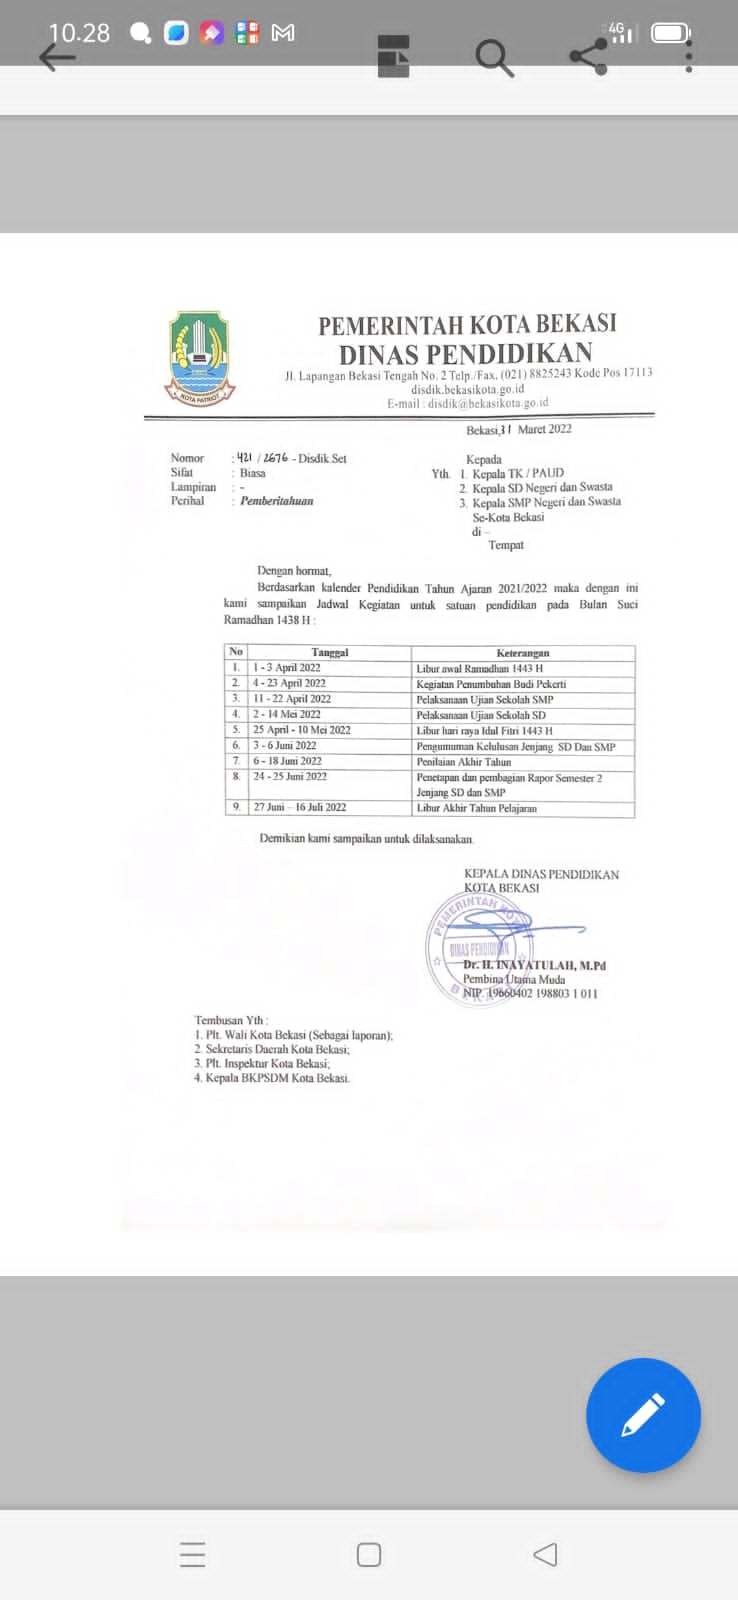 10.28
4G
PEMERINTAH KOTA BEKASI
DINAS PENDIDIKAN
Jl. Lapangan Bekasi Tengah No. 2 Telp./Fax. (021) 8825243 Kode Pos 17113
disdik.bekasikota.go.id
E-mail : disdik@bekasikota.go.id
KOTA PATRIOT
Bekasi,31 Maret 2022
Nomor : 421 / 2676 - Disdik.Set
Sifat : Biasa
Lampiran : -
Perihal : Pemberitahuan
Kepada
Yth. 1. Kepala TK / PAUD
2. Kepala SD Negeri dan Swasta
3. Kepala SMP Negeri dan Swasta
Se-Kota Bekasi
di –
Tempat
Dengan hormat,
Berdasarkan kalender Pendidikan Tahun Ajaran 2021/2022 maka dengan ini
kami sampaikan Jadwal Kegiatan untuk satuan pendidikan pada Bulan Suci
Ramadhan 1438 H :
No Tanggal Keterangan
1. 1 - 3 April 2022 Libur awal Ramadhan 1443 H
2. 4 - 23 April 2022 Kegiatan Penumbuhan Budi Pekerti
3. 11 - 22 April 2022 Pelaksanaan Ujian Sekolah SMP
4. 2 - 14 Mei 2022 Pelaksanaan Ujian Sekolah SD
5. 25 April - 10 Mei 2022 Libur hari raya Idul Fitri 1443 H
6. 3 - 6 Juni 2022 Pengumuman Kelulusan Jenjang SD Dan SMP
7. 6 - 18 Juni 2022 Penilaian Akhir Tahun
8. 24 - 25 Juni 2022 Penetapan dan pembagian Rapor Semester 2
Jenjang SD dan SMP
9. 27 Juni – 16 Juli 2022 Libur Akhir Tahun Pelajaran
Demikian kami sampaikan untuk dilaksanakan.
KEPALA DINAS PENDIDIKAN
KOTA BEKASI
PEMERINTAH KOTA
DINAS PENDIDIKAN
BEKASI
Dr. H. INAYATULAH, M.Pd
Pembina Utama Muda
NIP. 19660402 198803 1 011
Tembusan Yth :
1. Plt. Wali Kota Bekasi (Sebagai laporan);
2. Sekretaris Daerah Kota Bekasi;
3. Plt. Inspektur Kota Bekasi;
4. Kepala BKPSDM Kota Bekasi.